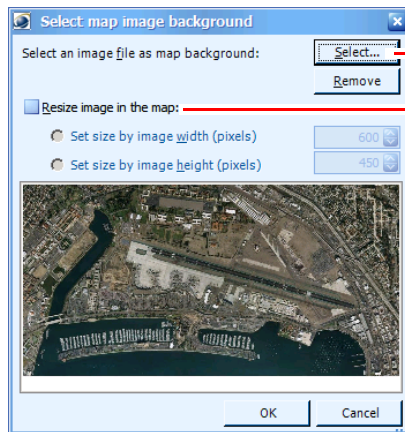 Select map image background
Select an image file as map background:
Select...
Remove
Resize image in the map:
Set size by image width (pixels)
600
Set size by image height (pixels)
450
OK
Cancel